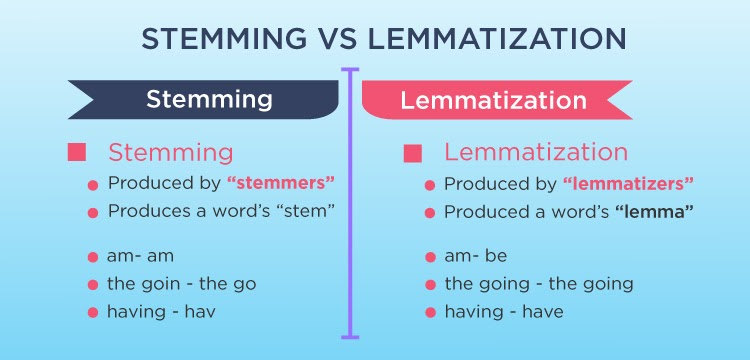 STEMMING VS LEMMATIZATION
Stemming
Stemming
Produced by “stemmers”
Produces a word’s “stem”
am- am
the goin - the go
having - hav
Lemmatization
Lemmatization
Produced by “lemmatizers”
Produced a word’s “lemma”
am- be
the going - the going
having - have